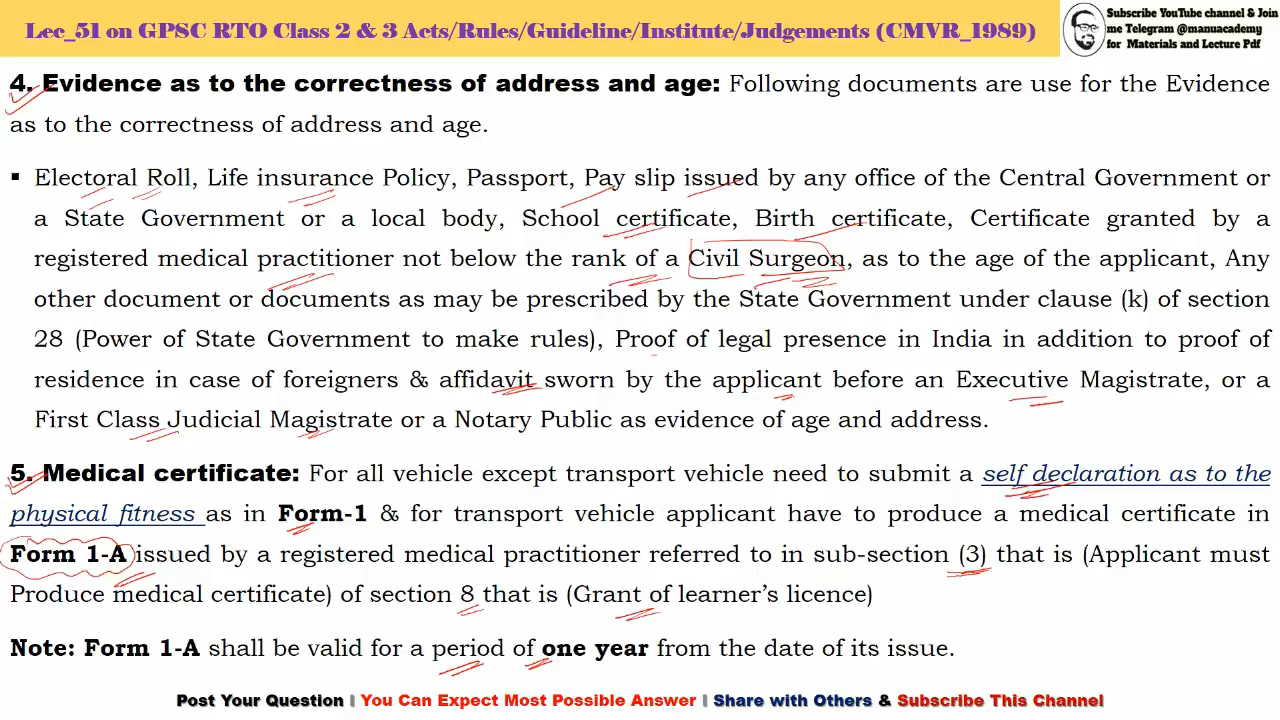 Lec_51 on GPSC RTO Class 2 & 3 Acts/Rules/Guideline/Institute/Judgements (CMVR_1989)
Subscribe YouTube channel & Join
me Telegram @manuacademy
for Materials and Lecture Pdf
4. Evidence as to the correctness of address and age: Following documents are use for the Evidence
as to the correctness of address and age.
▪ Electoral Roll, Life insurance Policy, Passport, Pay slip issued by any office of the Central Government or
a State Government or a local body, School certificate, Birth certificate, Certificate granted by a
registered medical practitioner not below the rank of a Civil Surgeon, as to the age of the applicant, Any
other document or documents as may be prescribed by the State Government under clause (k) of section
28 (Power of State Government to make rules), Proof of legal presence in India in addition to proof of
residence in case of foreigners & affidavit sworn by the applicant before an Executive Magistrate, or a
First Class Judicial Magistrate or a Notary Public as evidence of age and address.
5. Medical certificate: For all vehicle except transport vehicle need to submit a self declaration as to the
physical fitness as in Form-1 & for transport vehicle applicant have to produce a medical certificate in
Form 1-A issued by a registered medical practitioner referred to in sub-section (3) that is (Applicant must
Produce medical certificate) of section 8 that is (Grant of learner's licence)
Note: Form 1-A shall be valid for a period of one year from the date of its issue.
Post Your Question | You Can Expect Most Possible Answer | Share with Others & Subscribe This Channel